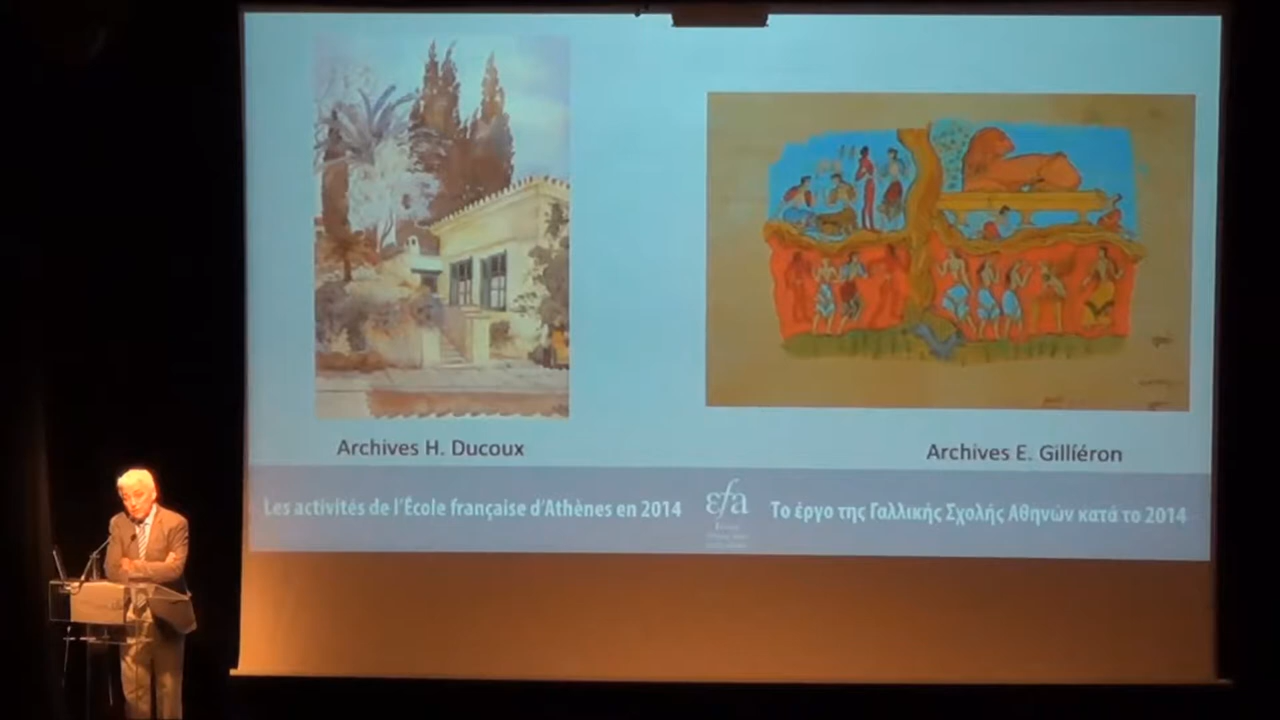 Archives H. Ducoux
Archives E. Gilliéron
Les activités de l'École française d'Athènes en 2014
efa
Το έργο της Γαλλικής Σχολής Αθηνών κατά το 2014